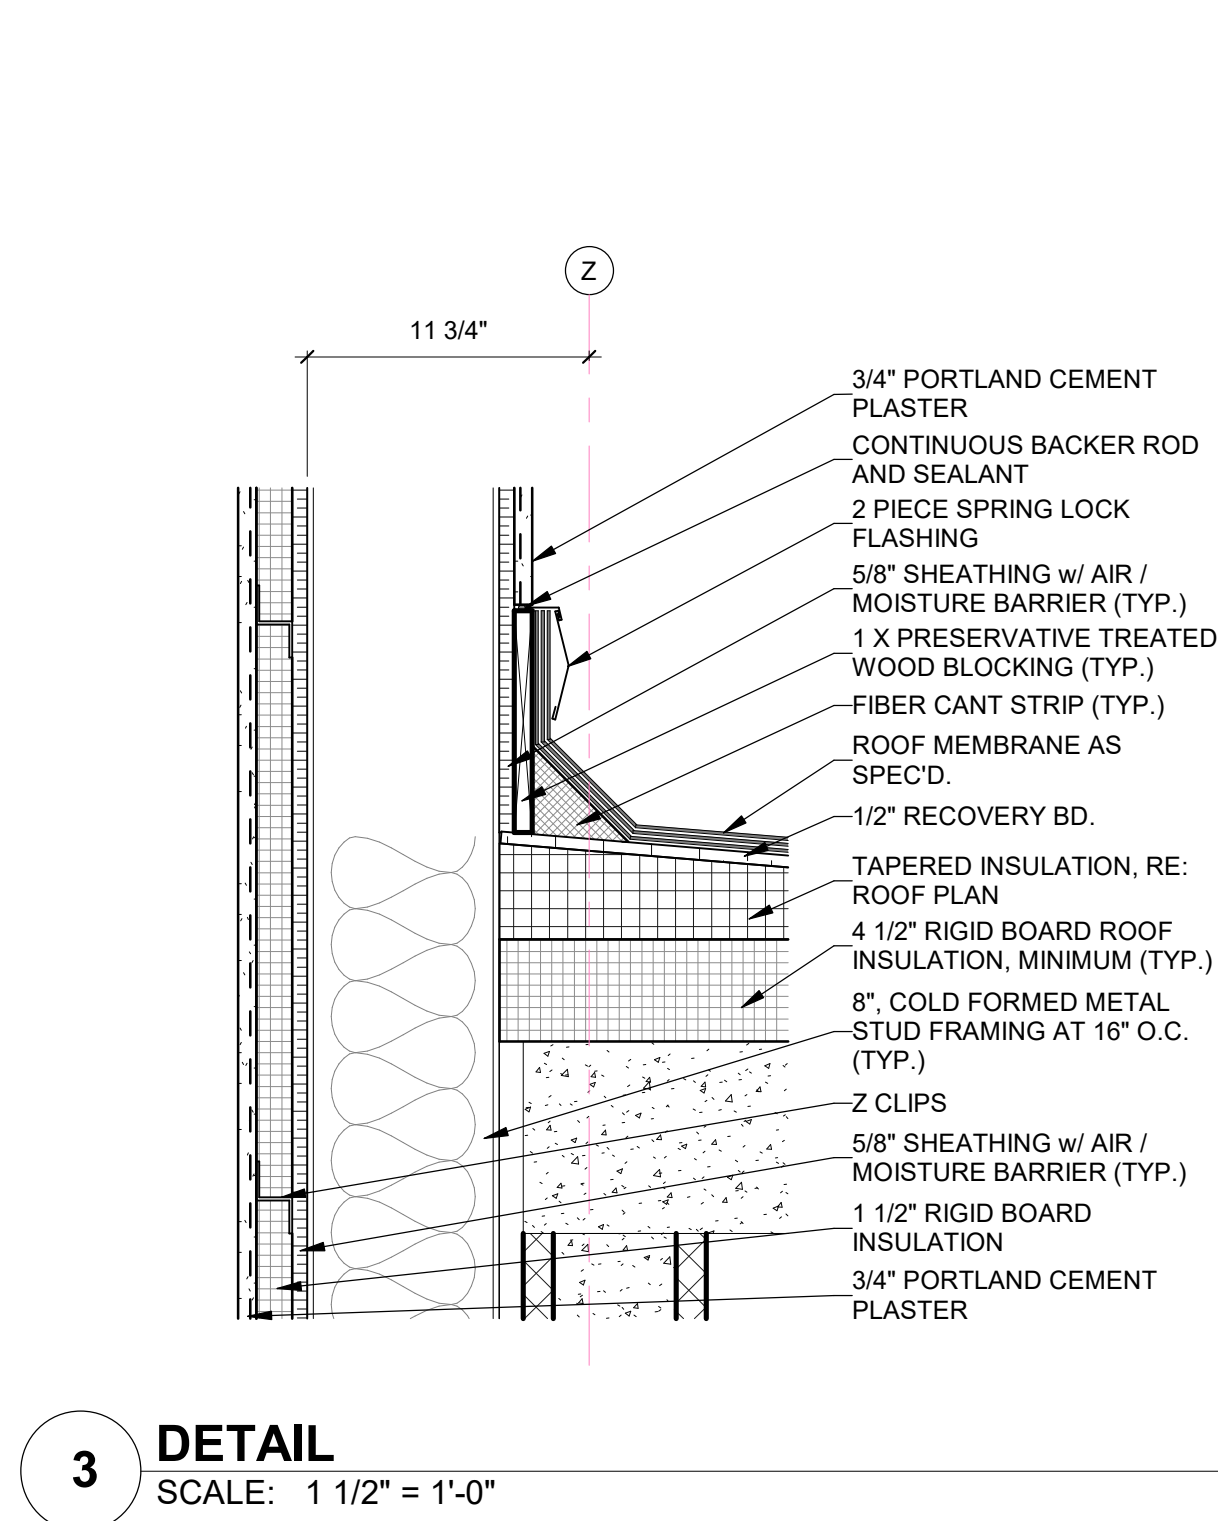 Z
11 3/4"
3/4" PORTLAND CEMENT
PLASTER
CONTINUOUS BACKER ROD
AND SEALANT
2 PIECE SPRING LOCK
FLASHING
5/8" SHEATHING w/ AIR /
MOISTURE BARRIER (TYP.)
1 X PRESERVATIVE TREATED
WOOD BLOCKING (TYP.)
FIBER CANT STRIP (TYP.)
ROOF MEMBRANE AS
SPEC'D.
1/2" RECOVERY BD.
TAPERED INSULATION, RE:
ROOF PLAN
4 1/2" RIGID BOARD ROOF
INSULATION, MINIMUM (TYP.)
8", COLD FORMED METAL
STUD FRAMING AT 16" O.C.
(TYP.)
Z CLIPS
5/8" SHEATHING w/ AIR /
MOISTURE BARRIER (TYP.)
1 1/2" RIGID BOARD
INSULATION
3/4" PORTLAND CEMENT
PLASTER
3
DETAIL
SCALE: 1 1/2" = 1'-0"